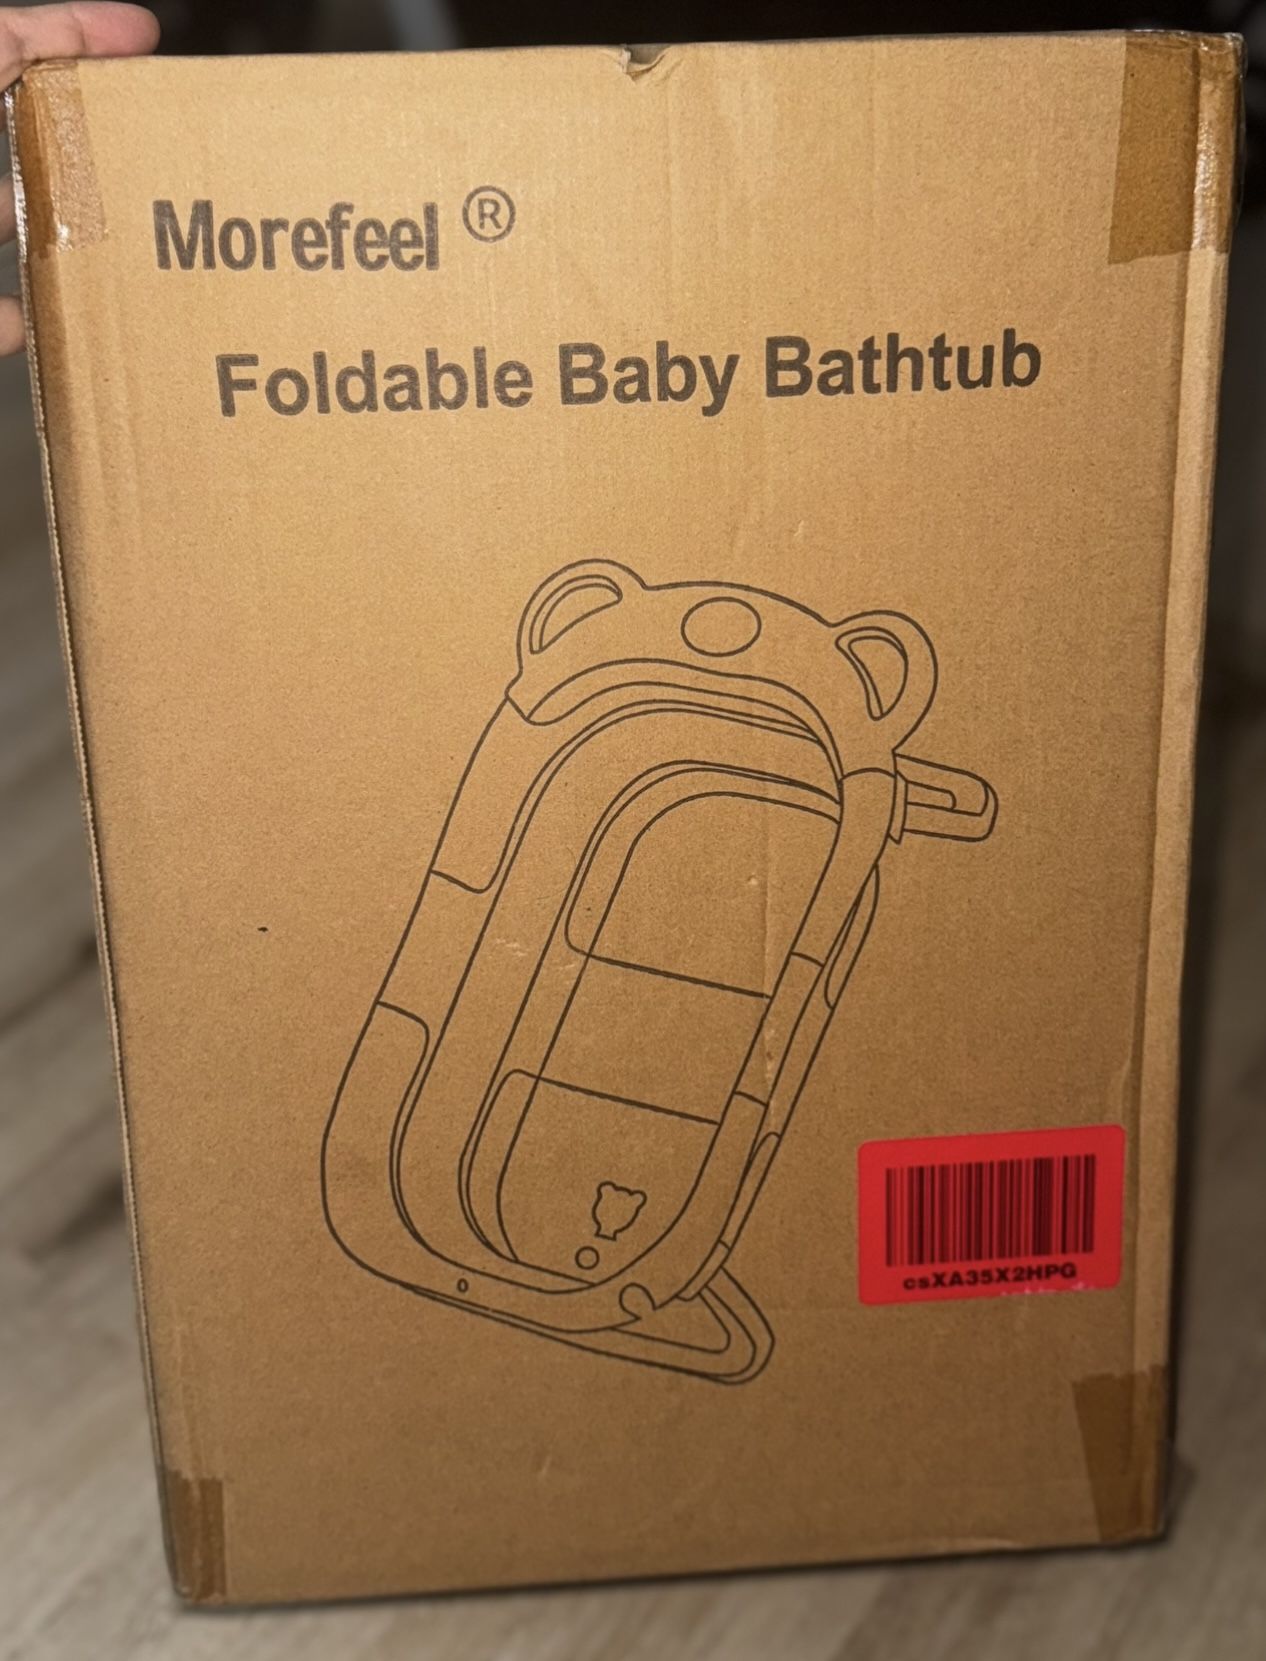 Morefeel ®
Foldable Baby Bathtub
csXA35X2HPG